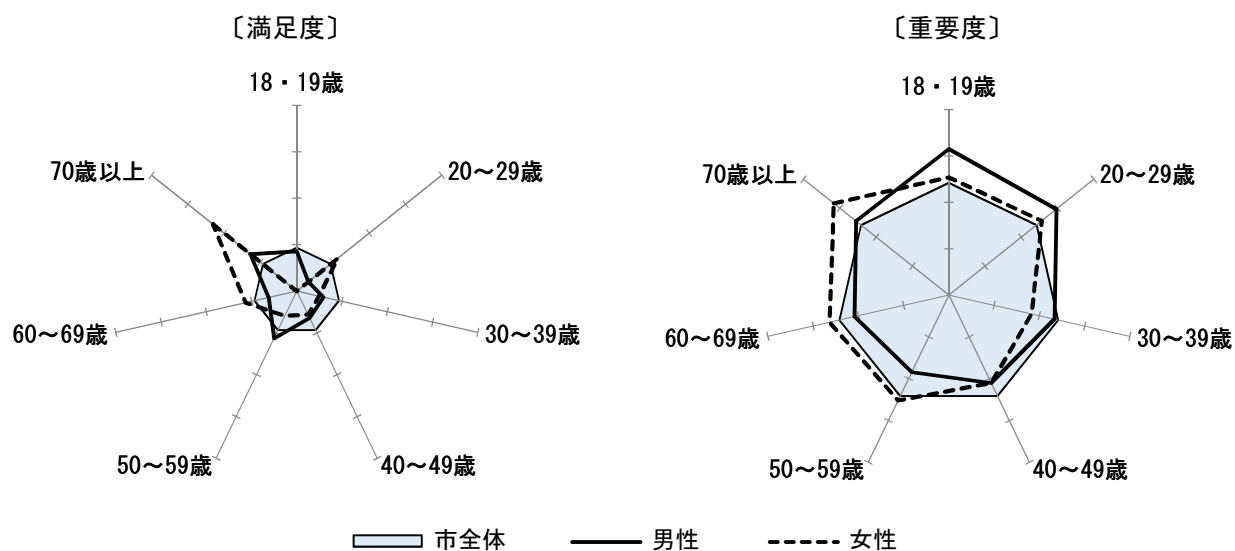 〔満足度〕
18・19歳
20～29歳
30～39歳
40～49歳
50～59歳
60～69歳
70歳以上
〔重要度〕
18・19歳
20～29歳
30～39歳
40～49歳
50～59歳
60～69歳
70歳以上
市全体
男性
女性